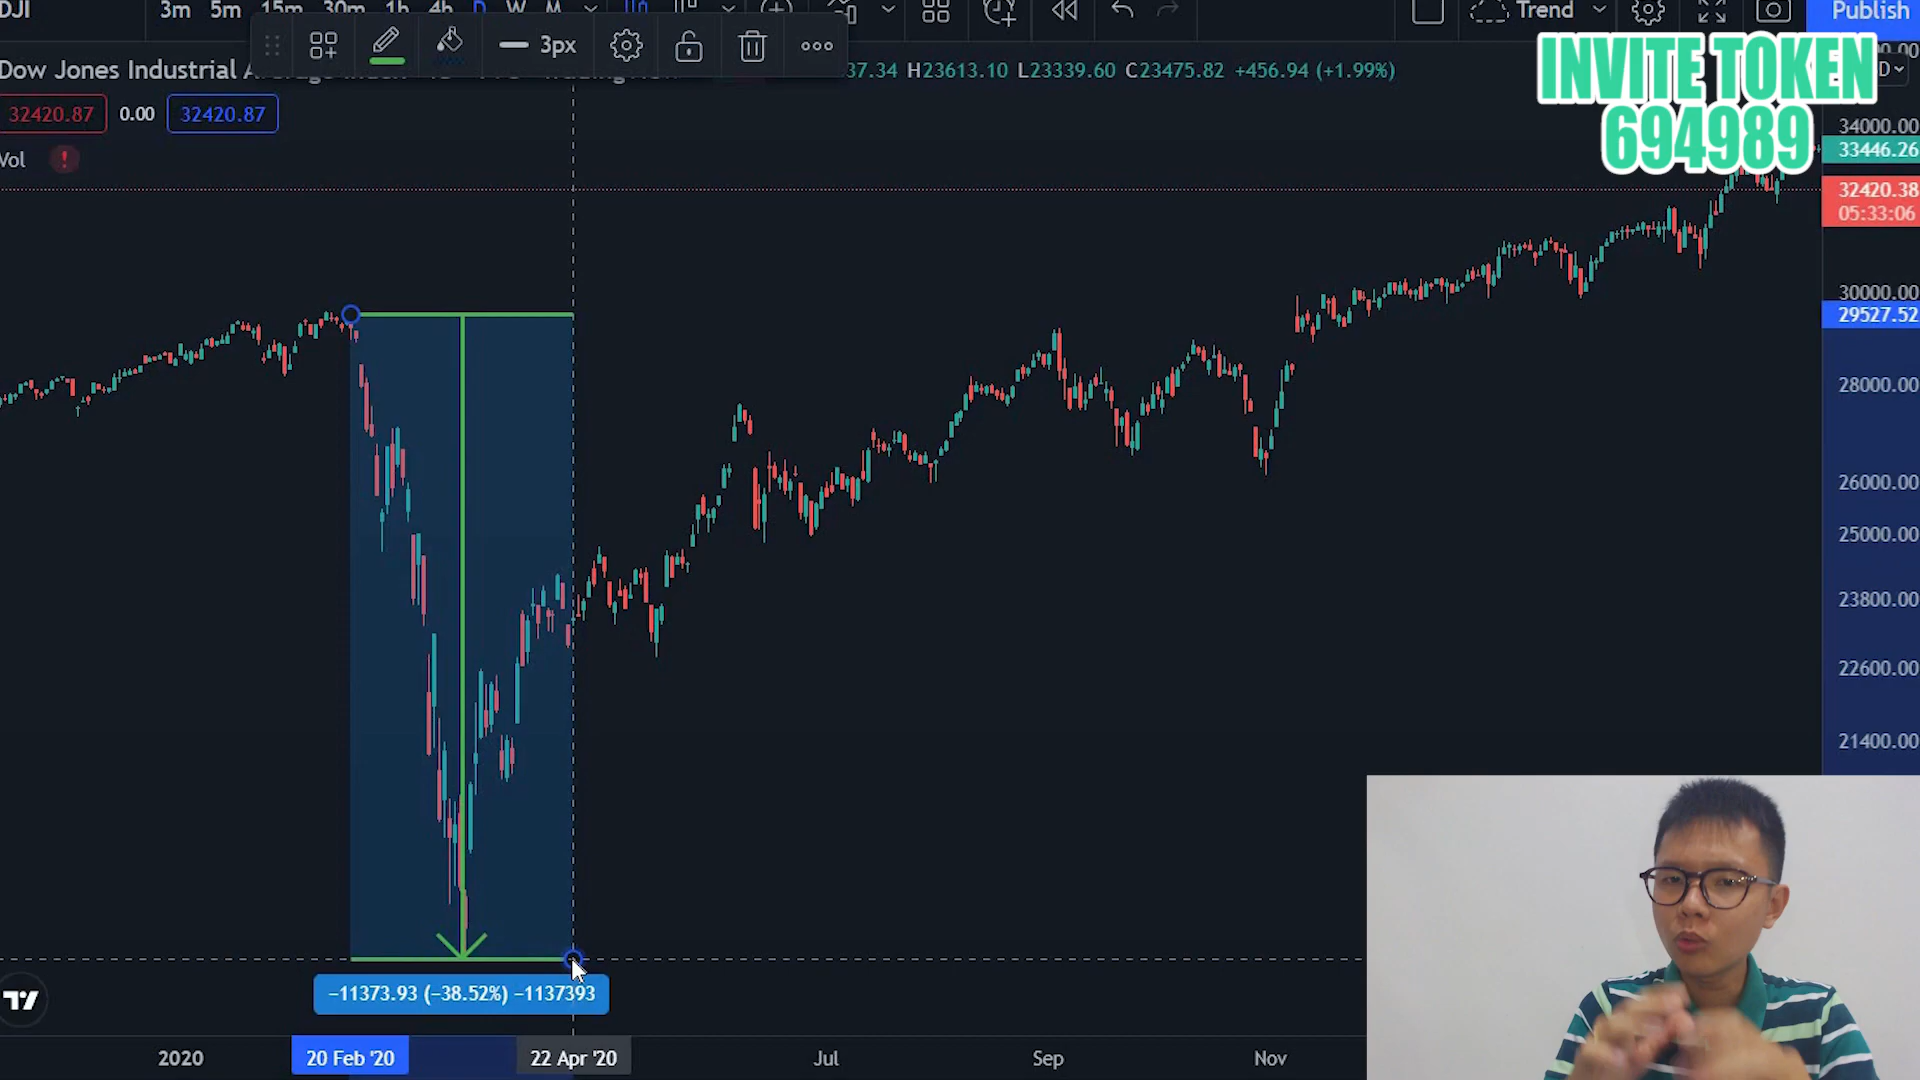 DJI 3m 5m 15m 30m 1h 4h D W M Trend Publish
3px
Dow Jones Industrial 37.34 H23613.10 L23339.60 C23475.82 +456.94 (+1.99%)
INVITE TOKEN
694989
32420.87 0.00 32420.87
Vol !
34000.00
33446.26
32420.38
05:33:06
30000.00
29527.52
28000.00
26000.00
25000.00
23800.00
22600.00
21400.00
−11373.93 (−38.52%) −1137393
2020 20 Feb '20 22 Apr '20 Jul Sep Nov